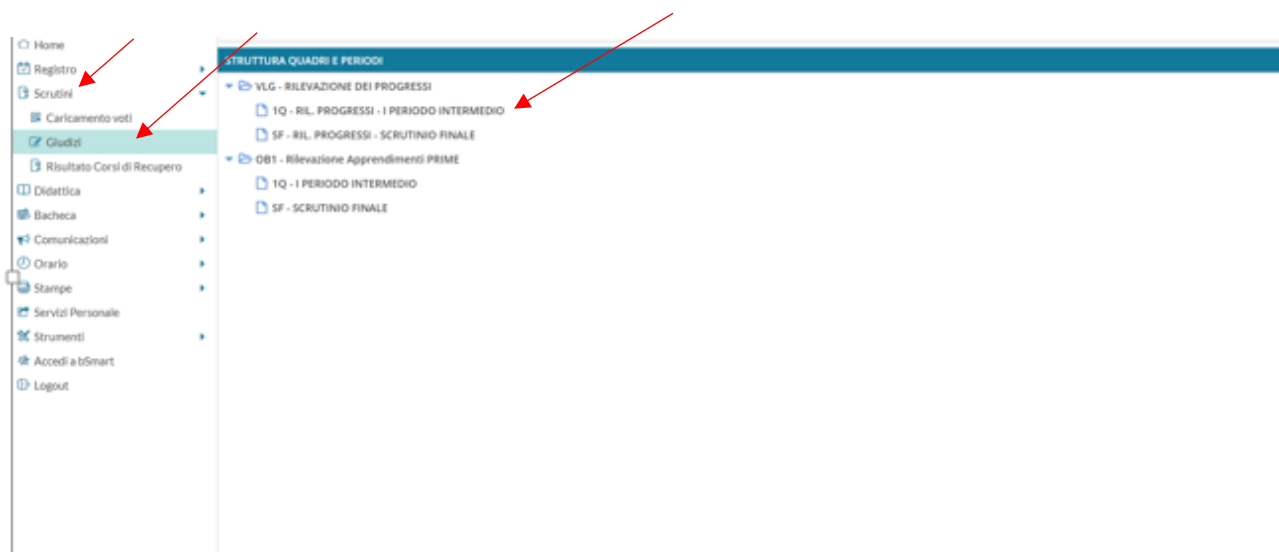 Home
Registro
Scrutini
Caricamento voti
Giudizi
Risultato Corsi di Recupero
Didattica
Bacheca
Comunicazioni
Orario
Stampe
Servizi Personale
Strumenti
Accedi a bSmart
Logout
STRUTTURA QUADRI E PERIODI
VLG - RILEVAZIONE DEI PROGRESSI
1Q - RIL. PROGRESSI - I PERIODO INTERMEDIO
SF - RIL. PROGRESSI - SCRUTINIO FINALE
OB1 - Rilevazione Apprendimenti PRIME
1Q - I PERIODO INTERMEDIO
SF - SCRUTINIO FINALE